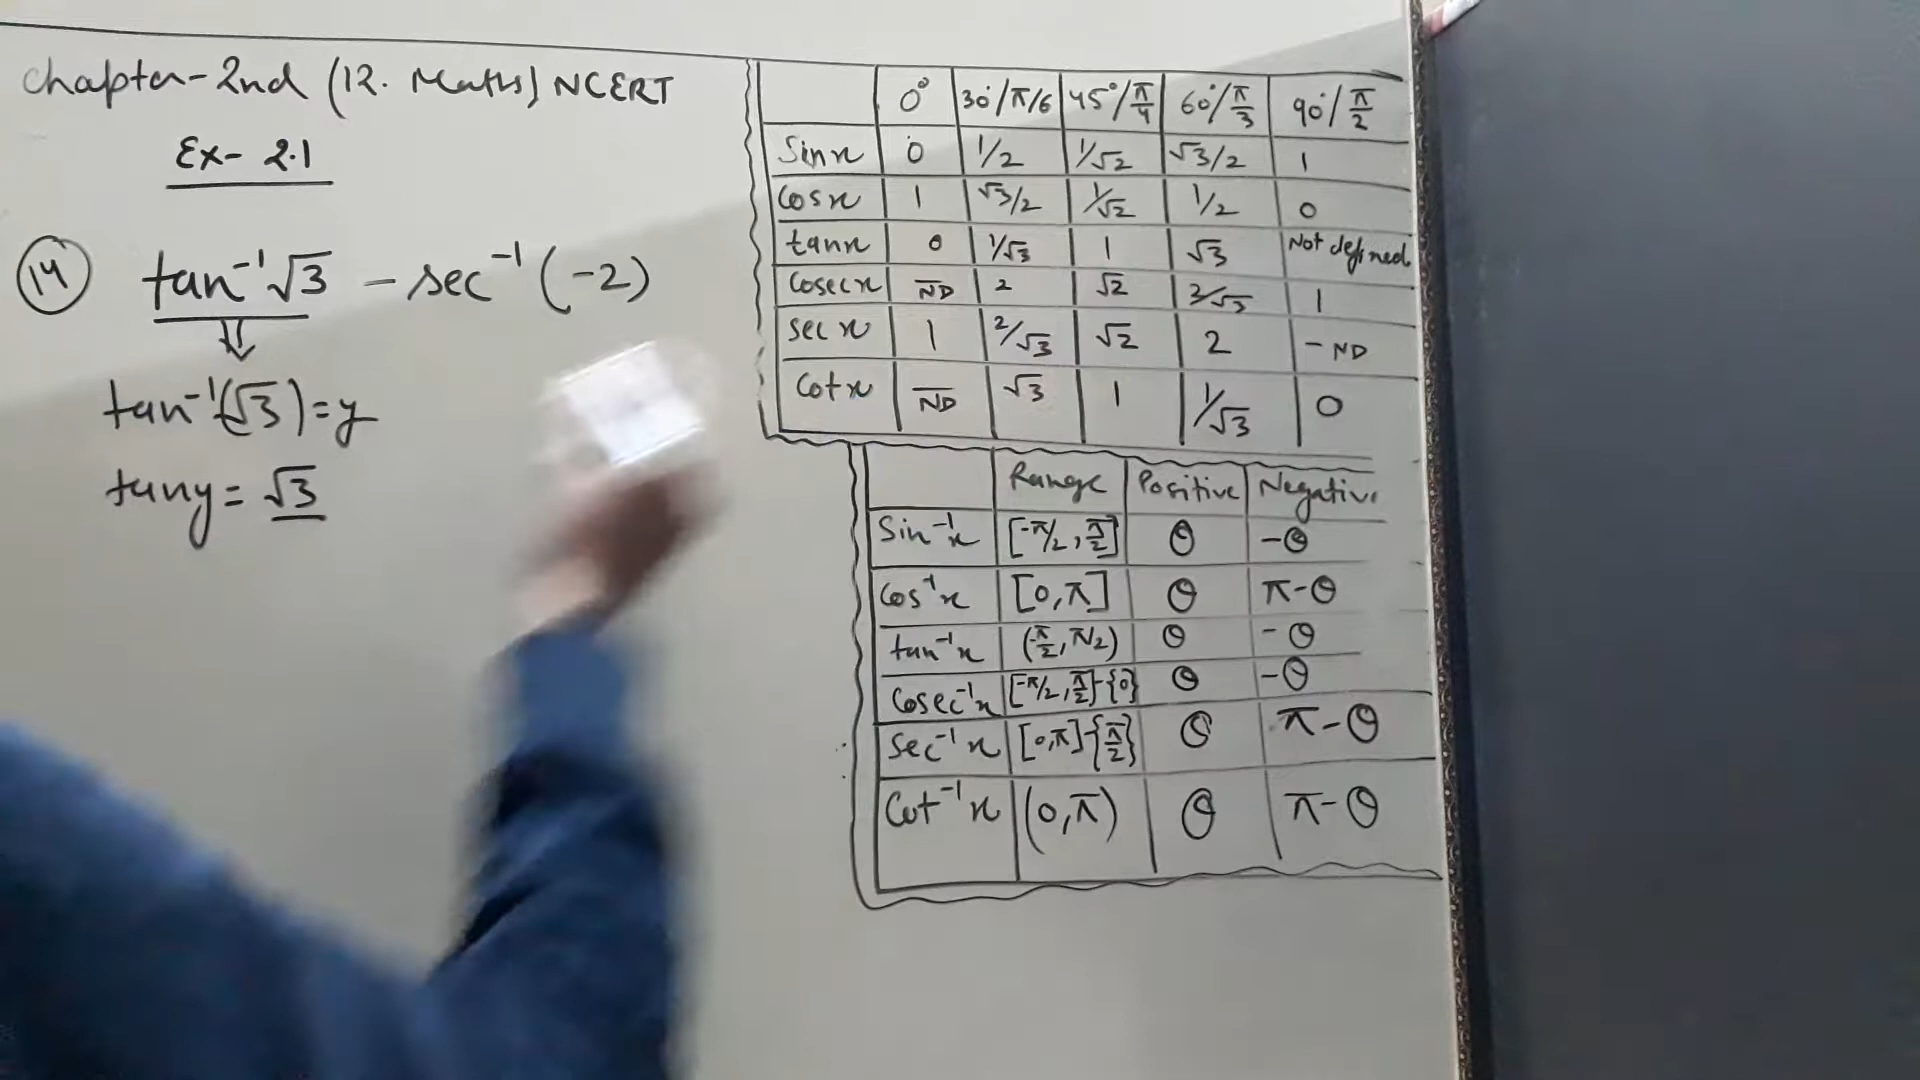 Chapter-2nd (12. Maths) NCERT
Ex- 2.1
(14) tan⁻¹√3 - sec⁻¹(-2)
⇓
tan⁻¹(√3) = y
tany = √3
0° | 30°/π/6 | 45°/π/4 | 60°/π/3 | 90°/π/2
Sinx | 0 | 1/2 | 1/√2 | √3/2 | 1
Cosx | 1 | √3/2 | 1/√2 | 1/2 | 0
tanx | 0 | 1/√3 | 1 | √3 | Not defined
Cosecx | ND | 2 | √2 | 2/√3 | 1
sec x | 1 | 2/√3 | √2 | 2 | - ND
Cotx | ND | √3 | 1 | 1/√3 | 0
Range | Positive | Negative
Sin⁻¹x | [-π/2, π/2] | θ | -θ
Cos⁻¹x | [0, π] | θ | π-θ
tan⁻¹x | (-π/2, π/2) | θ | -θ
Cosec⁻¹x | [-π/2, π/2]-{0} | θ | -θ
Sec⁻¹x | [0,π]-{π/2} | θ | π-θ
Cot⁻¹x | (0, π) | θ | π-θ